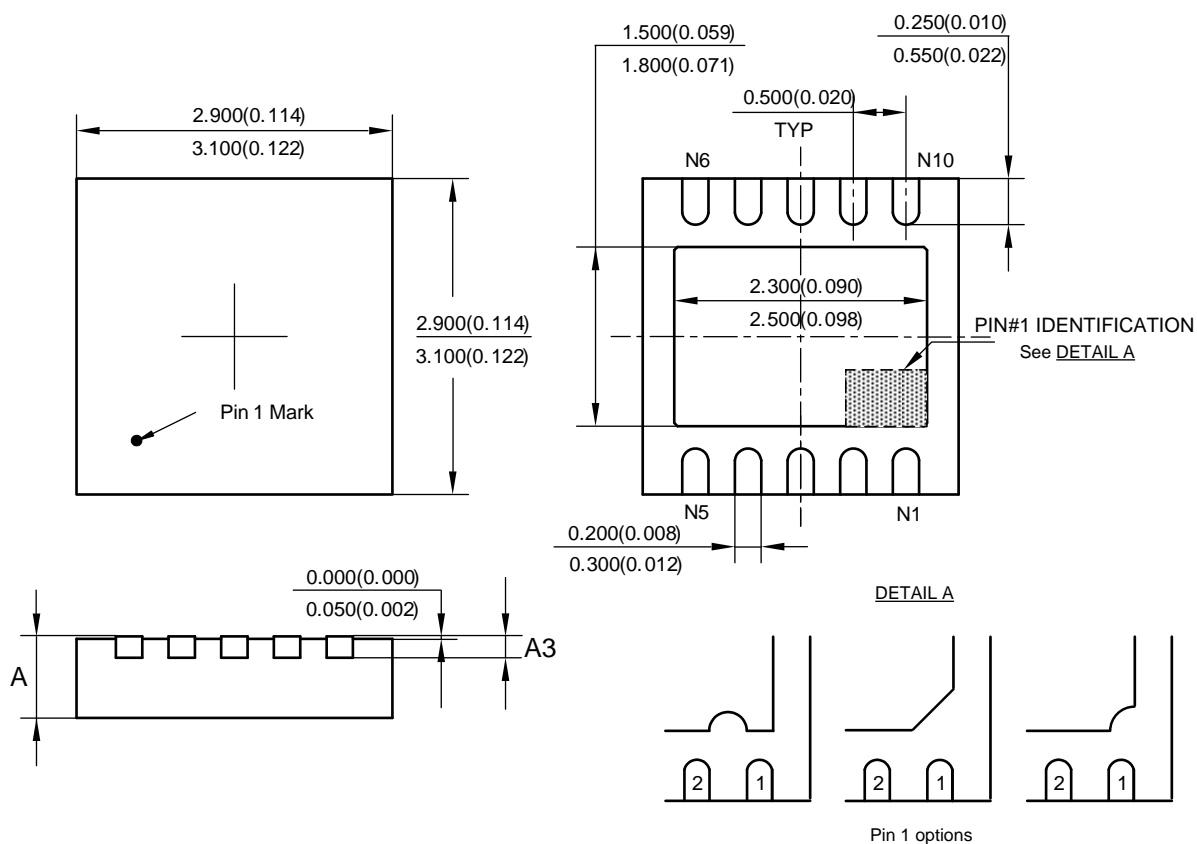 1.500(0.059)
1.800(0.071)
0.250(0.010)
0.550(0.022)
0.500(0.020)
TYP
2.900(0.114)
3.100(0.122)
N6
N10
2.300(0.090)
2.500(0.098)
2.900(0.114)
3.100(0.122)
PIN#1 IDENTIFICATION
See DETAIL A
Pin 1 Mark
N5
N1
0.200(0.008)
0.300(0.012)
0.000(0.000)
0.050(0.002)
DETAIL A
A
A3
2
1
2
1
2
1
Pin 1 options